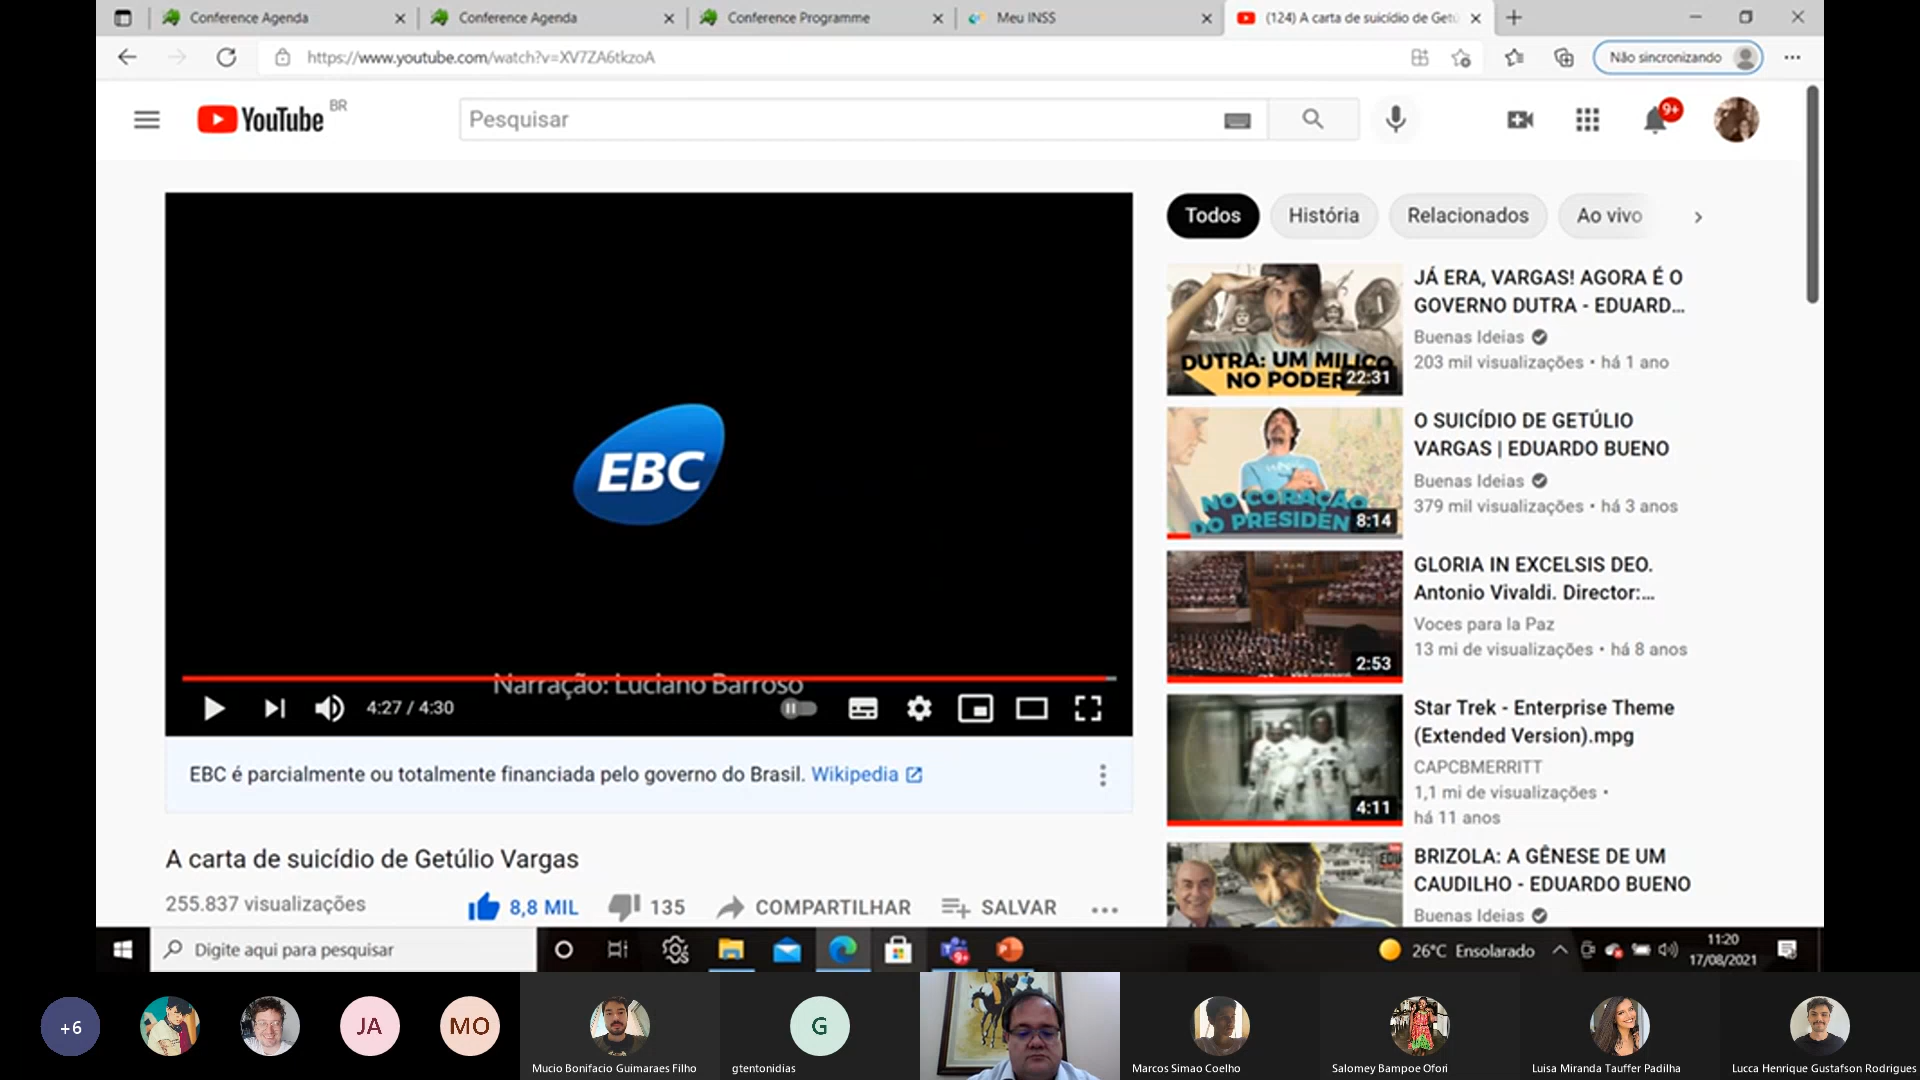 Conference Agenda
Conference Agenda
Conference Programme
Meu INSS
(124) A carta de suicídio de Getú
https://www.youtube.com/watch?v=XV7ZA6tkzoA
Não sincronizando
YouTube BR
Pesquisar
9+
Todos
História
Relacionados
Ao vivo
EBC
Narração: Luciano Barroso
4:27 / 4:30
EBC é parcialmente ou totalmente financiada pelo governo do Brasil. Wikipedia
A carta de suicídio de Getúlio Vargas
255.837 visualizações
8,8 MIL
135
COMPARTILHAR
SALVAR
DUTRA: UM MILICO
NO PODER
22:31
JÁ ERA, VARGAS! AGORA É O
GOVERNO DUTRA - EDUARD...
Buenas Ideias
203 mil visualizações • há 1 ano
NO CORAÇÃO
DO PRESIDEN
8:14
O SUICÍDIO DE GETÚLIO
VARGAS | EDUARDO BUENO
Buenas Ideias
379 mil visualizações • há 3 anos
2:53
GLORIA IN EXCELSIS DEO.
Antonio Vivaldi. Director:...
Voces para la Paz
13 mi de visualizações • há 8 anos
4:11
Star Trek - Enterprise Theme
(Extended Version).mpg
CAPCBMERRITT
1,1 mi de visualizações •
há 11 anos
BRIZOLA: A GÊNESE DE UM
CAUDILHO - EDUARDO BUENO
Buenas Ideias
Digite aqui para pesquisar
9+
26°C Ensolarado
11:20
17/08/2021
+6
JA
MO
Mucio Bonifacio Guimaraes Filho
G
gtentonidias
Marcos Simao Coelho
Salomey Bampoe Ofori
Luisa Miranda Tauffer Padilha
Lucca Henrique Gustafson Rodrigues